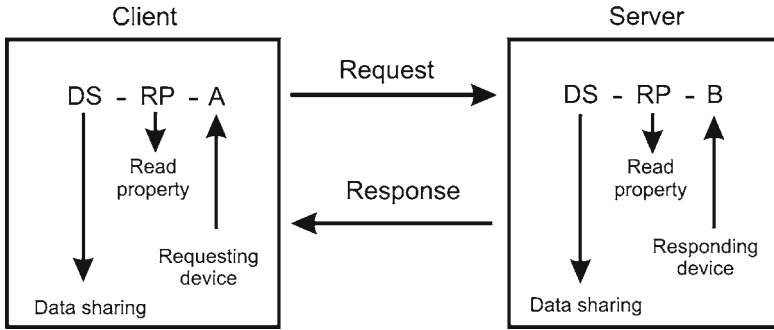 Client
Server
Request
DS - RP - A
DS - RP - B
Read
property
Read
property
Response
Requesting
device
Responding
device
Data sharing
Data sharing